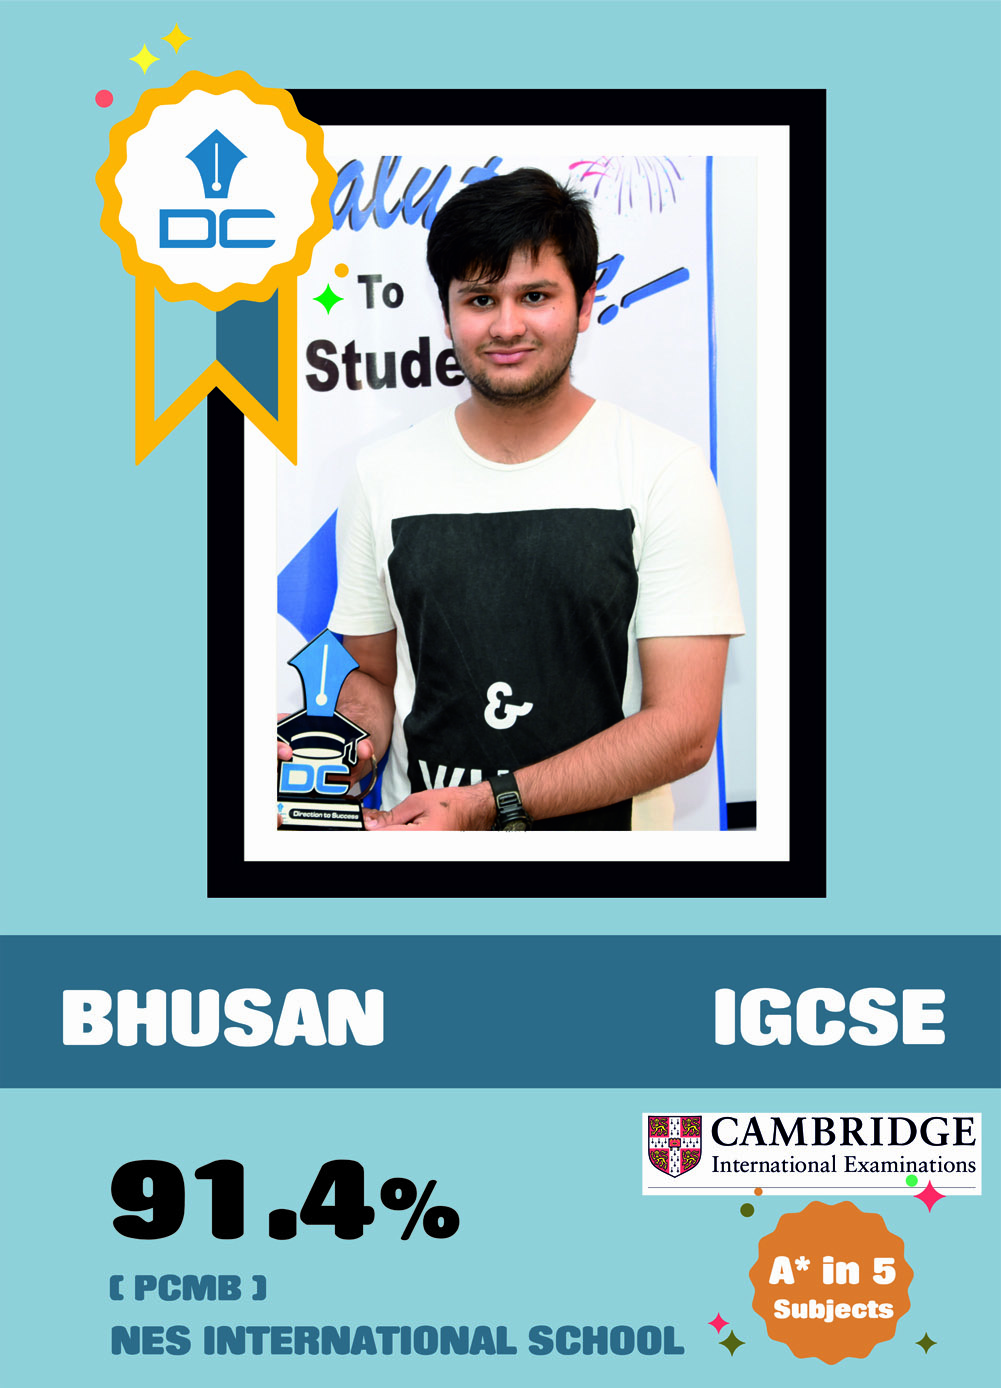 DC
alut
To
Stude
&
DC
Direction to Success
BHUSAN
IGCSE
CAMBRIDGE
International Examinations
91.4%
( PCMB )
NES INTERNATIONAL SCHOOL
A* in 5
Subjects